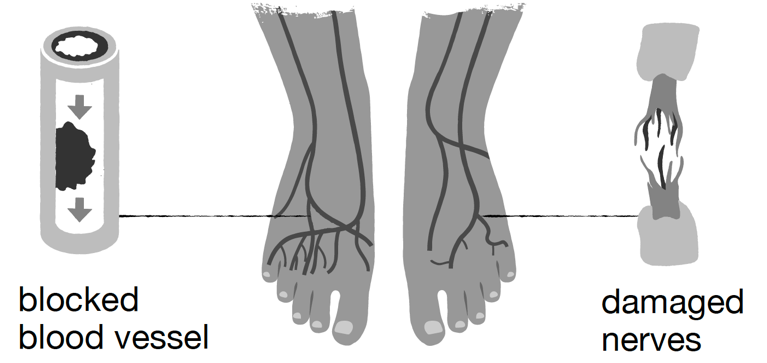 blocked
blood vessel
damaged
nerves